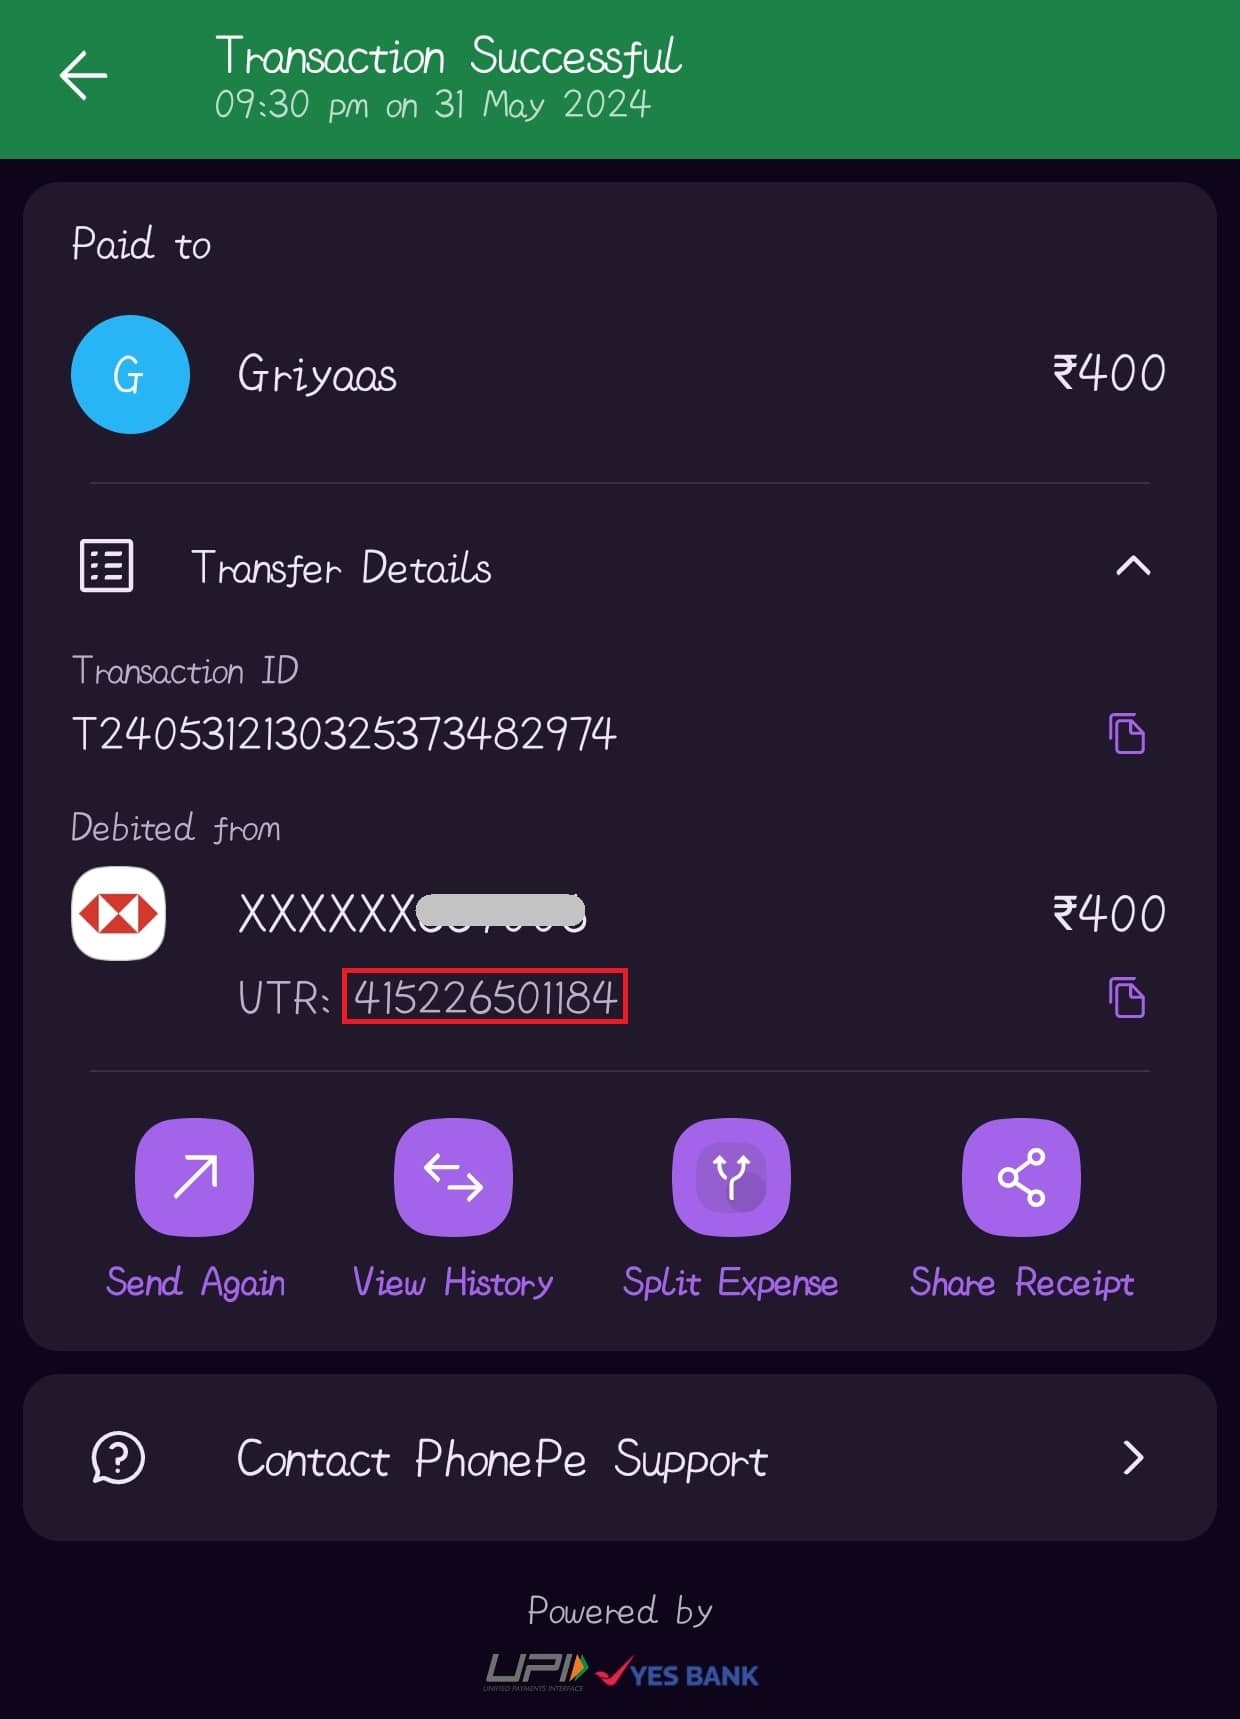 Transaction Successful
09:30 pm on 31 May 2024
Paid to
G
Griyaas
₹400
Transfer Details
Transaction ID
T2405312130325373482974
Debited from
XXXXXX
₹400
UTR: 415226501184
Send Again
View History
Split Expense
Share Receipt
Contact PhonePe Support
Powered by
UPI
UNIFIED PAYMENTS INTERFACE
YES BANK